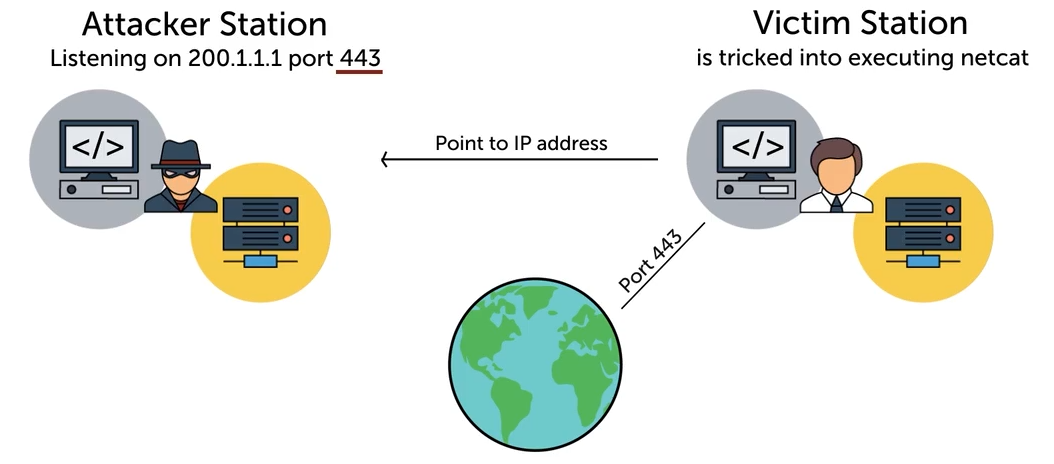 Attacker Station
Listening on 200.1.1.1 port 443
Victim Station
is tricked into executing netcat
</>
Point to IP address
</>
Port 443